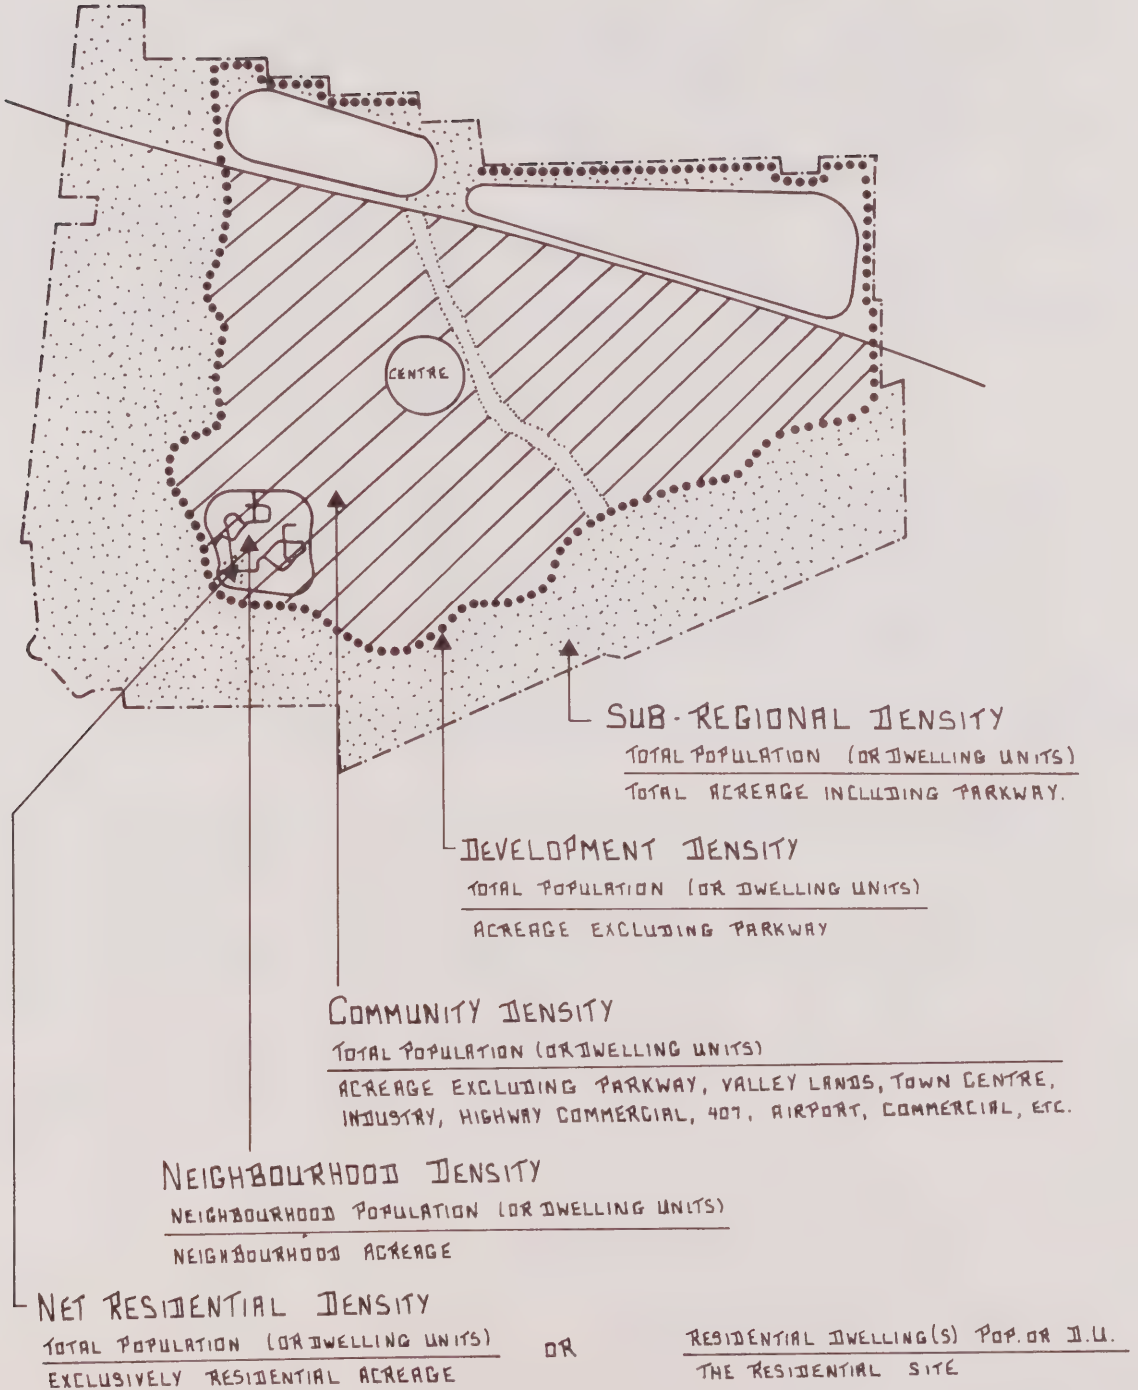 CENTRE
SUB-REGIONAL DENSITY
TOTAL POPULATION (OR DWELLING UNITS)
TOTAL ACREAGE INCLUDING PARKWAY.
DEVELOPMENT DENSITY
TOTAL POPULATION (OR DWELLING UNITS)
ACREAGE EXCLUDING PARKWAY
COMMUNITY DENSITY
TOTAL POPULATION (OR DWELLING UNITS)
ACREAGE EXCLUDING PARKWAY, VALLEY LANDS, TOWN CENTRE,
INDUSTRY, HIGHWAY COMMERCIAL, 407, AIRPORT, COMMERCIAL, ETC.
NEIGHBOURHOOD DENSITY
NEIGHBOURHOOD POPULATION (OR DWELLING UNITS)
NEIGHBOURHOOD ACREAGE
NET RESIDENTIAL DENSITY
TOTAL POPULATION (OR DWELLING UNITS)
EXCLUSIVELY RESIDENTIAL ACREAGE
OR
RESIDENTIAL DWELLING(S) POP. OR D.U.
THE RESIDENTIAL SITE